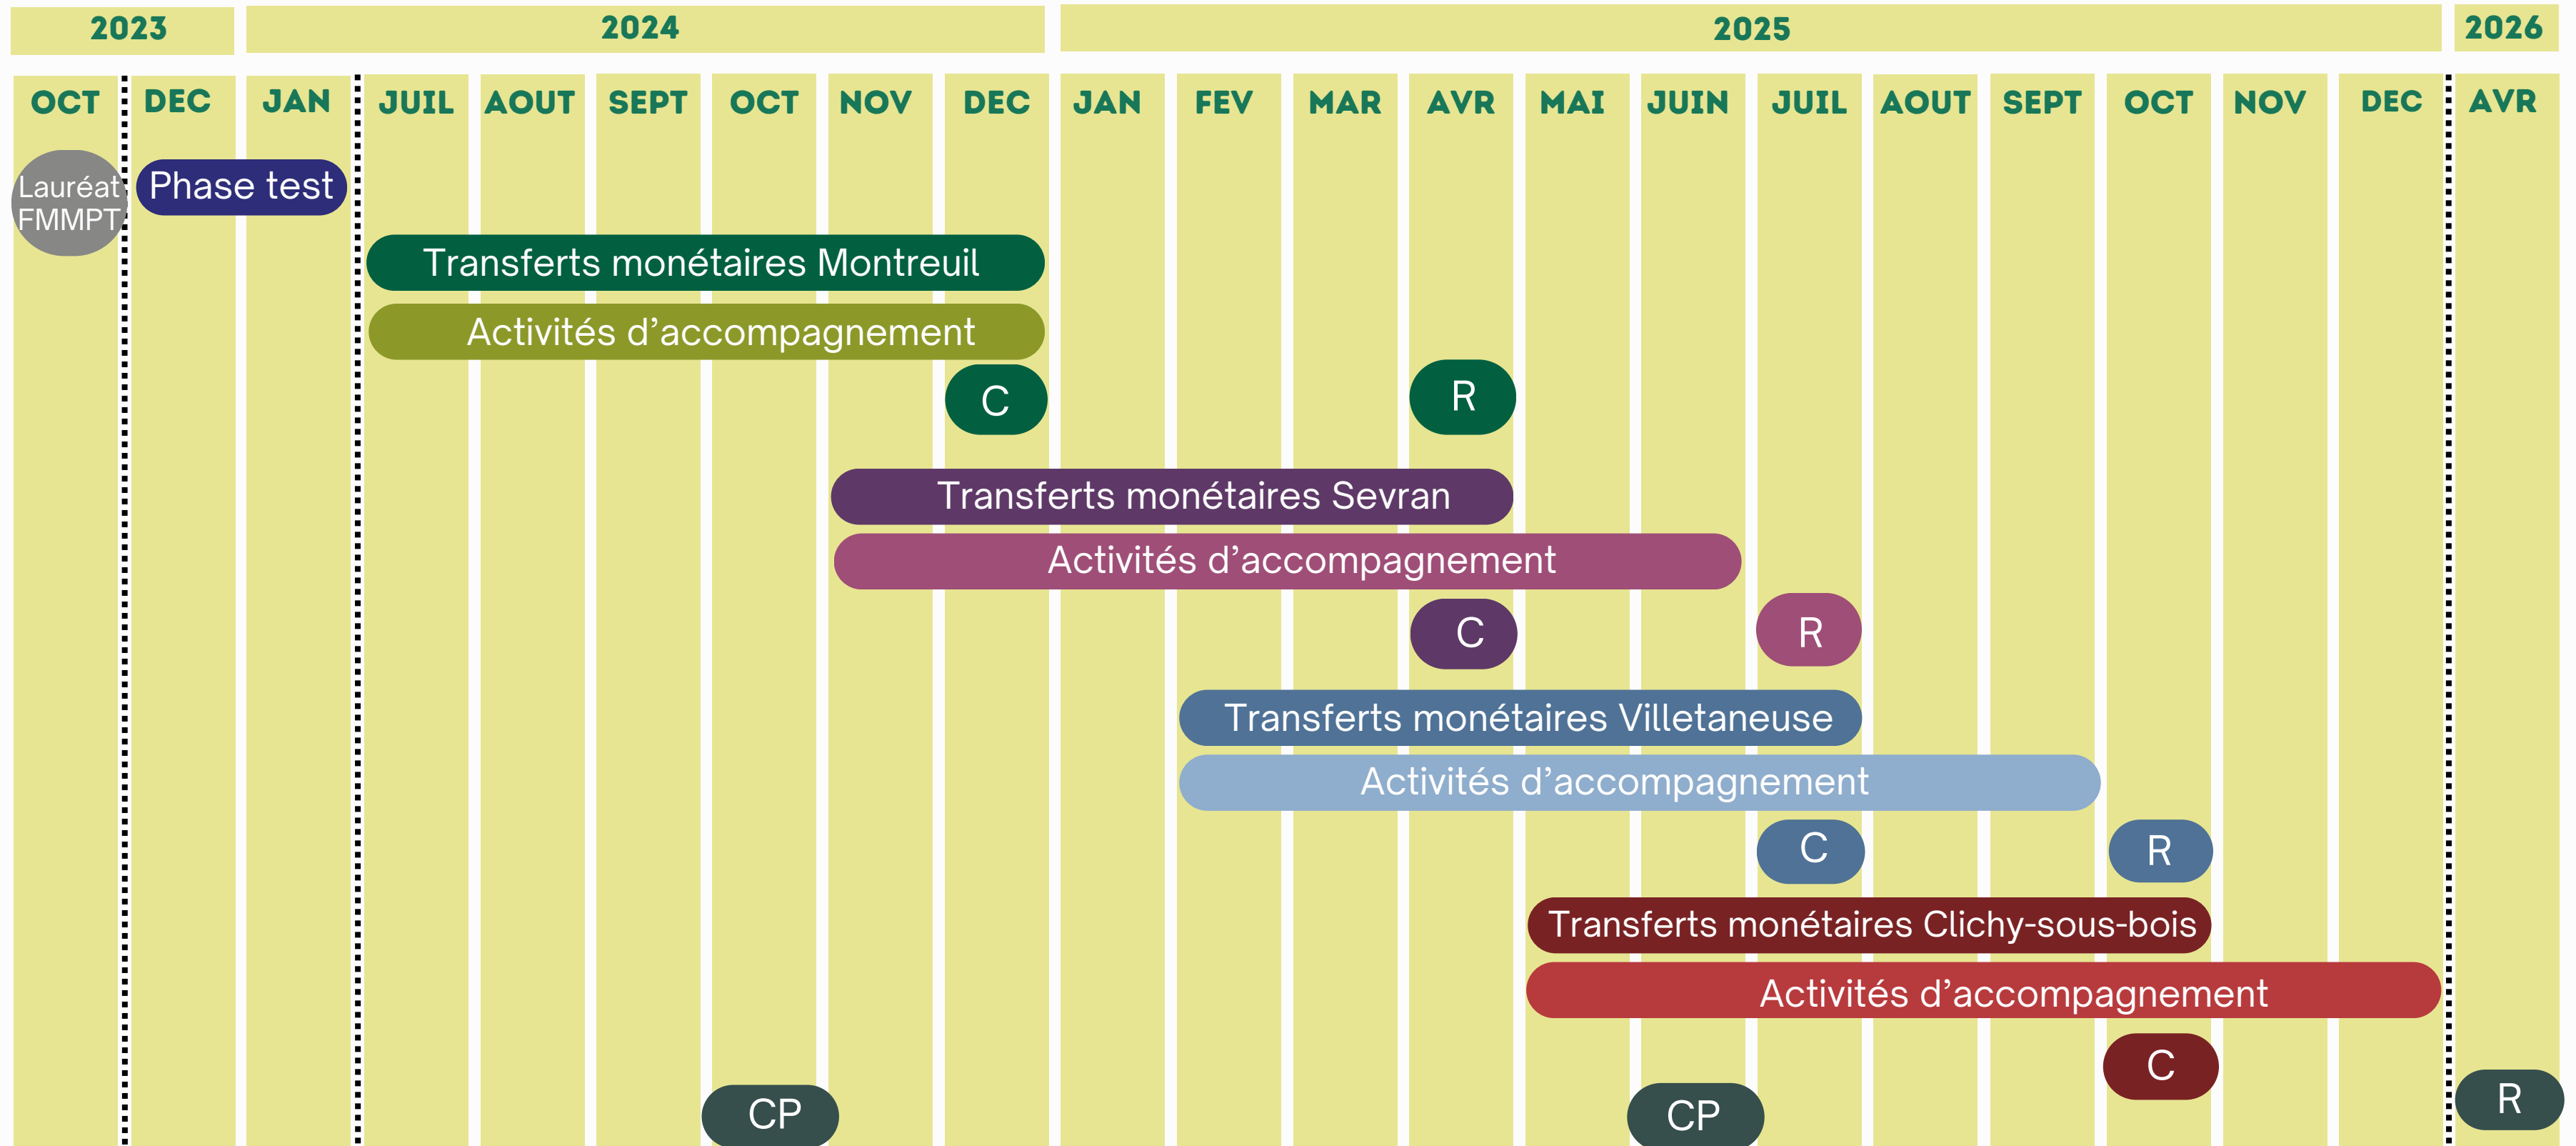 2023 2024 2025 2026
OCT DEC JAN JUIL AOUT SEPT OCT NOV DEC JAN FEV MAR AVR MAI JUIN JUIL AOUT SEPT OCT NOV DEC AVR
Lauréat
FMMPT
Phase test
Transferts monétaires Montreuil
Activités d’accompagnement
C R
Transferts monétaires Sevran
Activités d’accompagnement
C R
Transferts monétaires Villetaneuse
Activités d’accompagnement
C R
Transferts monétaires Clichy-sous-bois
Activités d’accompagnement
C
CP CP R